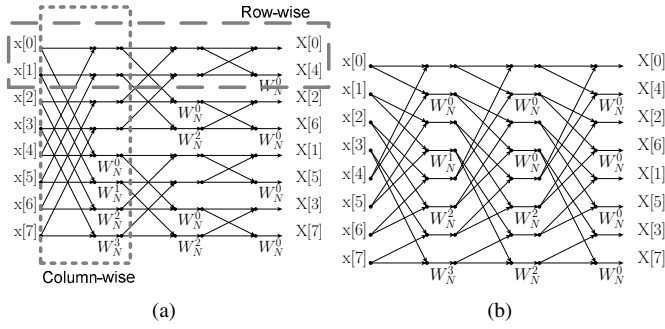 Row-wise
x[0] X[0]
x[1] X[4]
W_N^0
x[2] X[2]
W_N^0
x[3] X[6]
W_N^2 W_N^0
x[4] X[1]
W_N^0
x[5] X[5]
W_N^1 W_N^0
x[6] X[3]
W_N^2 W_N^0
x[7] X[7]
W_N^3 W_N^2 W_N^0
Column-wise
(a)
x[0] X[0]
x[1] X[4]
W_N^0 W_N^0 W_N^0
x[2] X[2]
x[3] X[6]
W_N^1 W_N^0 W_N^0
x[4] X[1]
x[5] X[5]
W_N^2 W_N^2 W_N^0
x[6] X[3]
x[7] X[7]
W_N^3 W_N^2 W_N^0
(b)